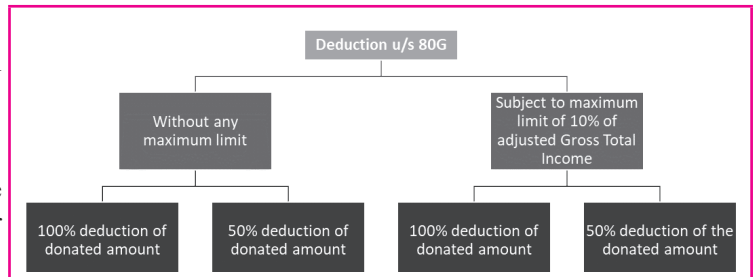 Deduction u/s 80G
Without any
maximum limit
Subject to maximum
limit of 10% of
adjusted Gross Total
Income
100% deduction of
donated amount
50% deduction of
donated amount
100% deduction of
donated amount
50% deduction of the
donated amount